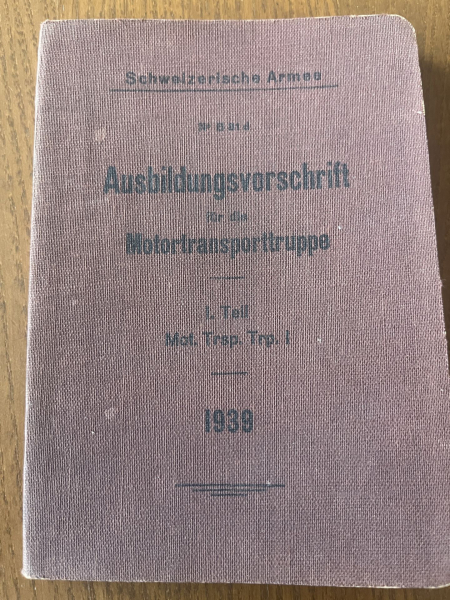 Schweizerische Armee
Ausbildungsvorschrift
für die
Motortransporttruppe
I. Teil
Mot. Trsp. Trp. I
1939